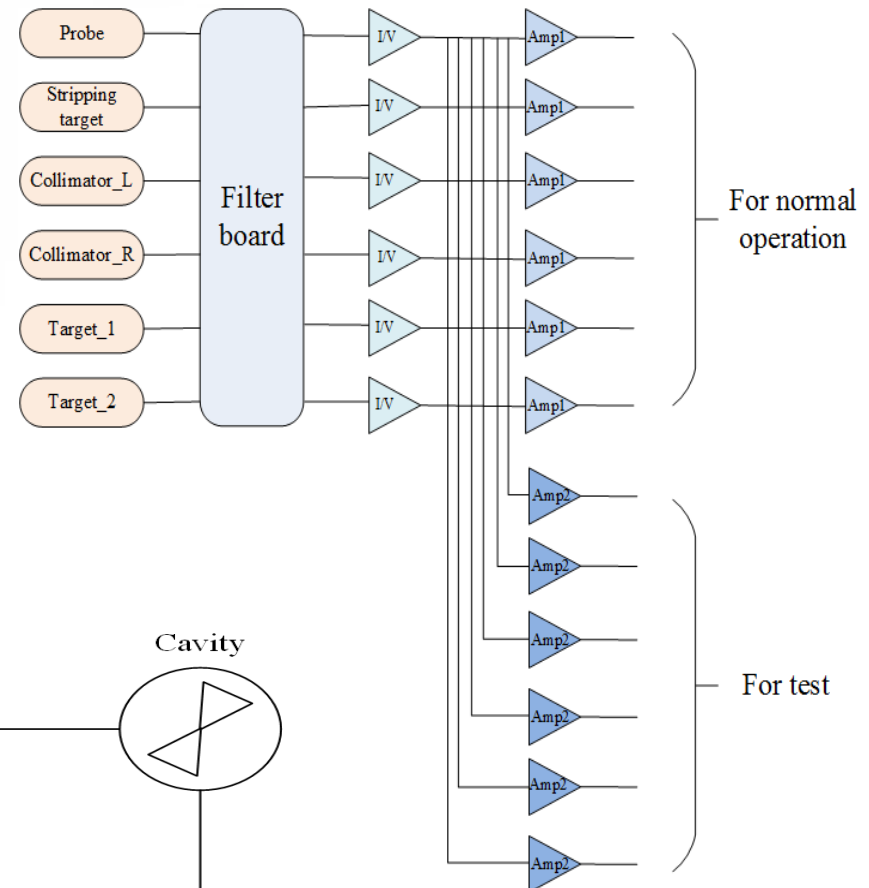 Probe
I/V
Amp1
Stripping
target
I/V
Amp1
Collimator_L
I/V
Amp1
Filter
board
For normal
operation
Collimator_R
I/V
Amp1
Target_1
I/V
Amp1
Target_2
I/V
Amp1
Amp2
Amp2
Amp2
Cavity
For test
Amp2
Amp2
Amp2